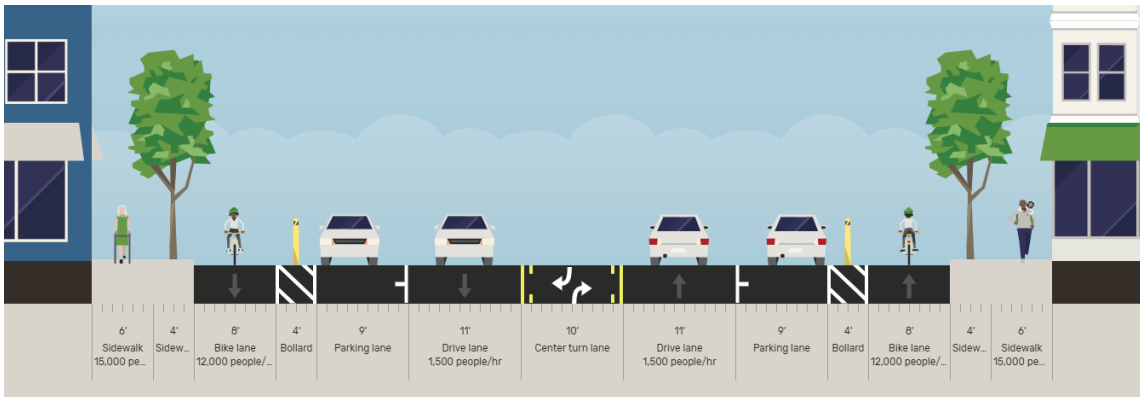 6' 4' 8' 4' 9' 11' 10' 11' 9' 4' 8' 4' 6'
Sidewalk Sidew... Bike lane Bollard Parking lane Drive lane Center turn lane Drive lane Parking lane Bollard Bike lane Sidew... Sidewalk
15,000 pe... 12,000 people/... 1,500 people/hr 1,500 people/hr 12,000 people/... 15,000 pe...